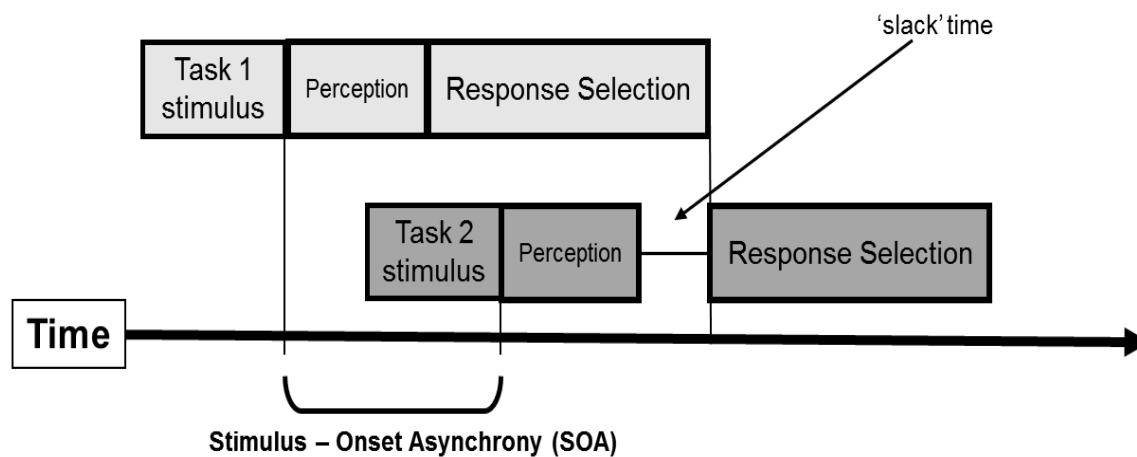 ‘slack’ time
Task 1
stimulus
Perception
Response Selection
Task 2
stimulus
Perception
Response Selection
Time
Stimulus – Onset Asynchrony (SOA)